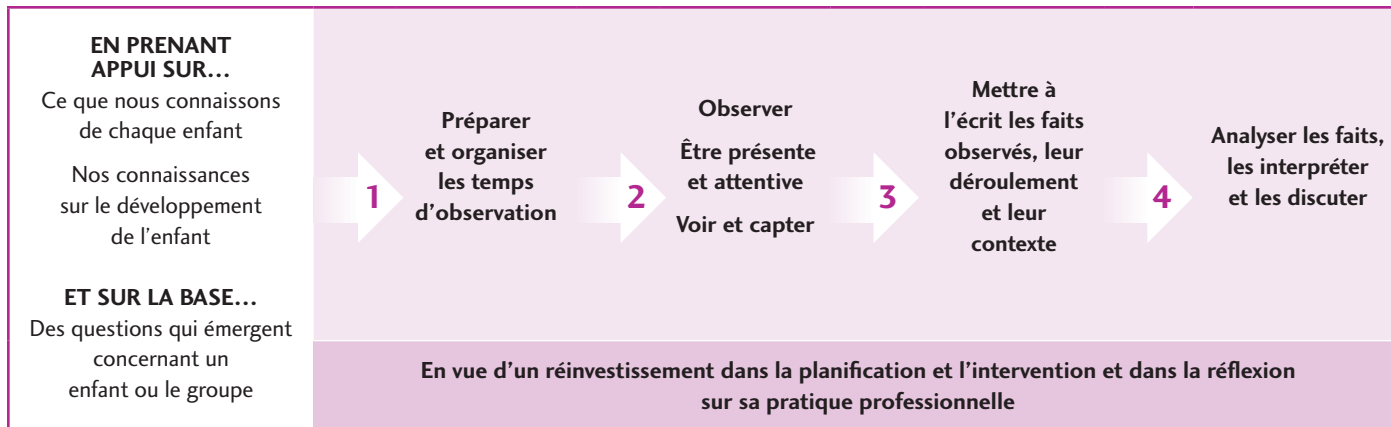 EN PRENANT
APPUI SUR…
Ce que nous connaissons
de chaque enfant
Nos connaissances
sur le développement
de l’enfant
ET SUR LA BASE…
Des questions qui émergent
concernant un
enfant ou le groupe
1
Préparer
et organiser
les temps
d’observation
2
Observer
Être présente
et attentive
Voir et capter
3
Mettre à
l’écrit les faits
observés, leur
déroulement
et leur
contexte
4
Analyser les faits,
les interpréter
et les discuter
En vue d’un réinvestissement dans la planification et l’intervention et dans la réflexion
sur sa pratique professionnelle